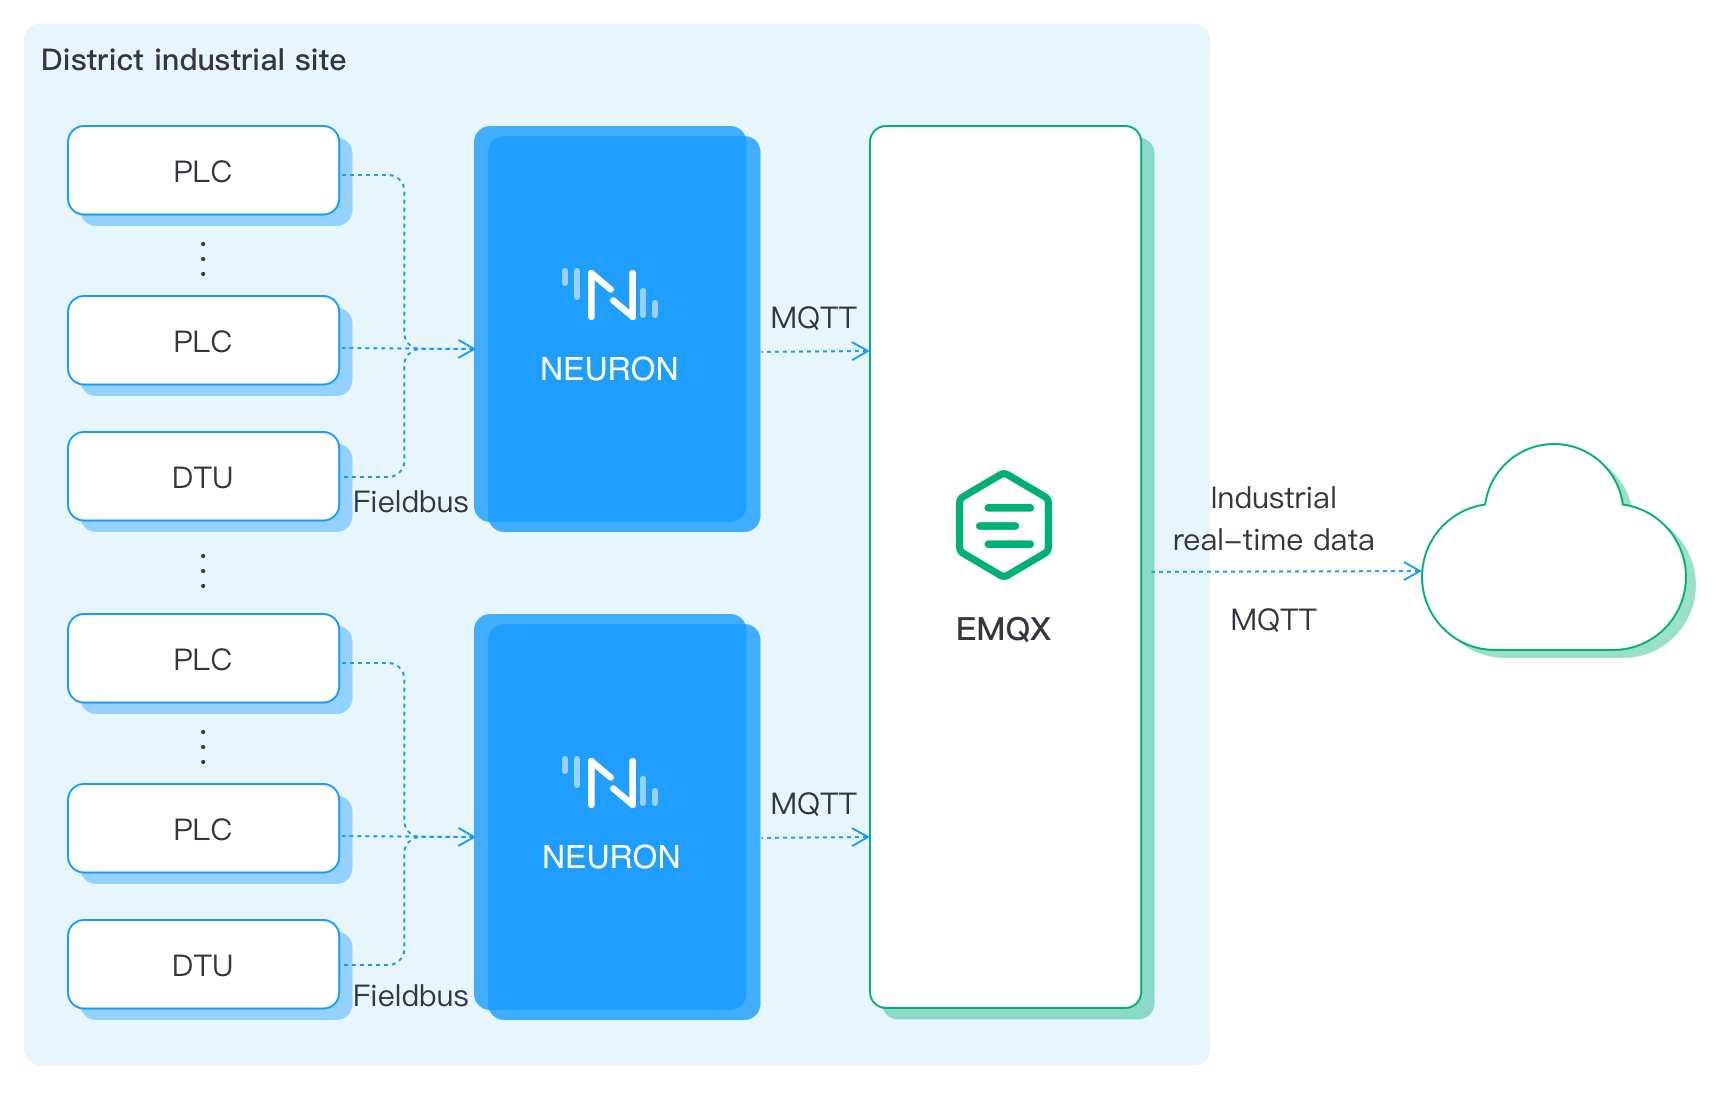 District industrial site
PLC
PLC
DTU
Fieldbus
NEURON
MQTT
PLC
PLC
DTU
Fieldbus
NEURON
MQTT
EMQX
Industrial
real-time data
MQTT